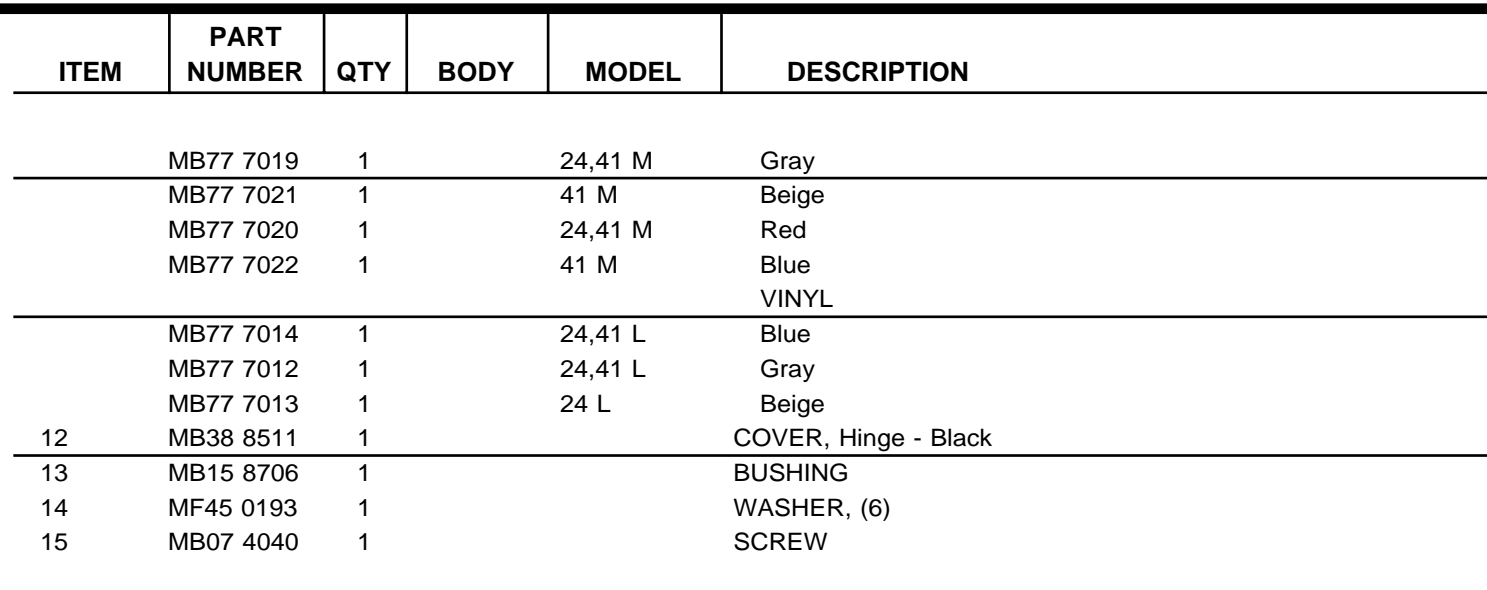 PART
ITEM NUMBER QTY BODY MODEL DESCRIPTION
MB77 7019 1 24,41 M Gray
MB77 7021 1 41 M Beige
MB77 7020 1 24,41 M Red
MB77 7022 1 41 M Blue
VINYL
MB77 7014 1 24,41 L Blue
MB77 7012 1 24,41 L Gray
MB77 7013 1 24 L Beige
12 MB38 8511 1 COVER, Hinge - Black
13 MB15 8706 1 BUSHING
14 MF45 0193 1 WASHER, (6)
15 MB07 4040 1 SCREW